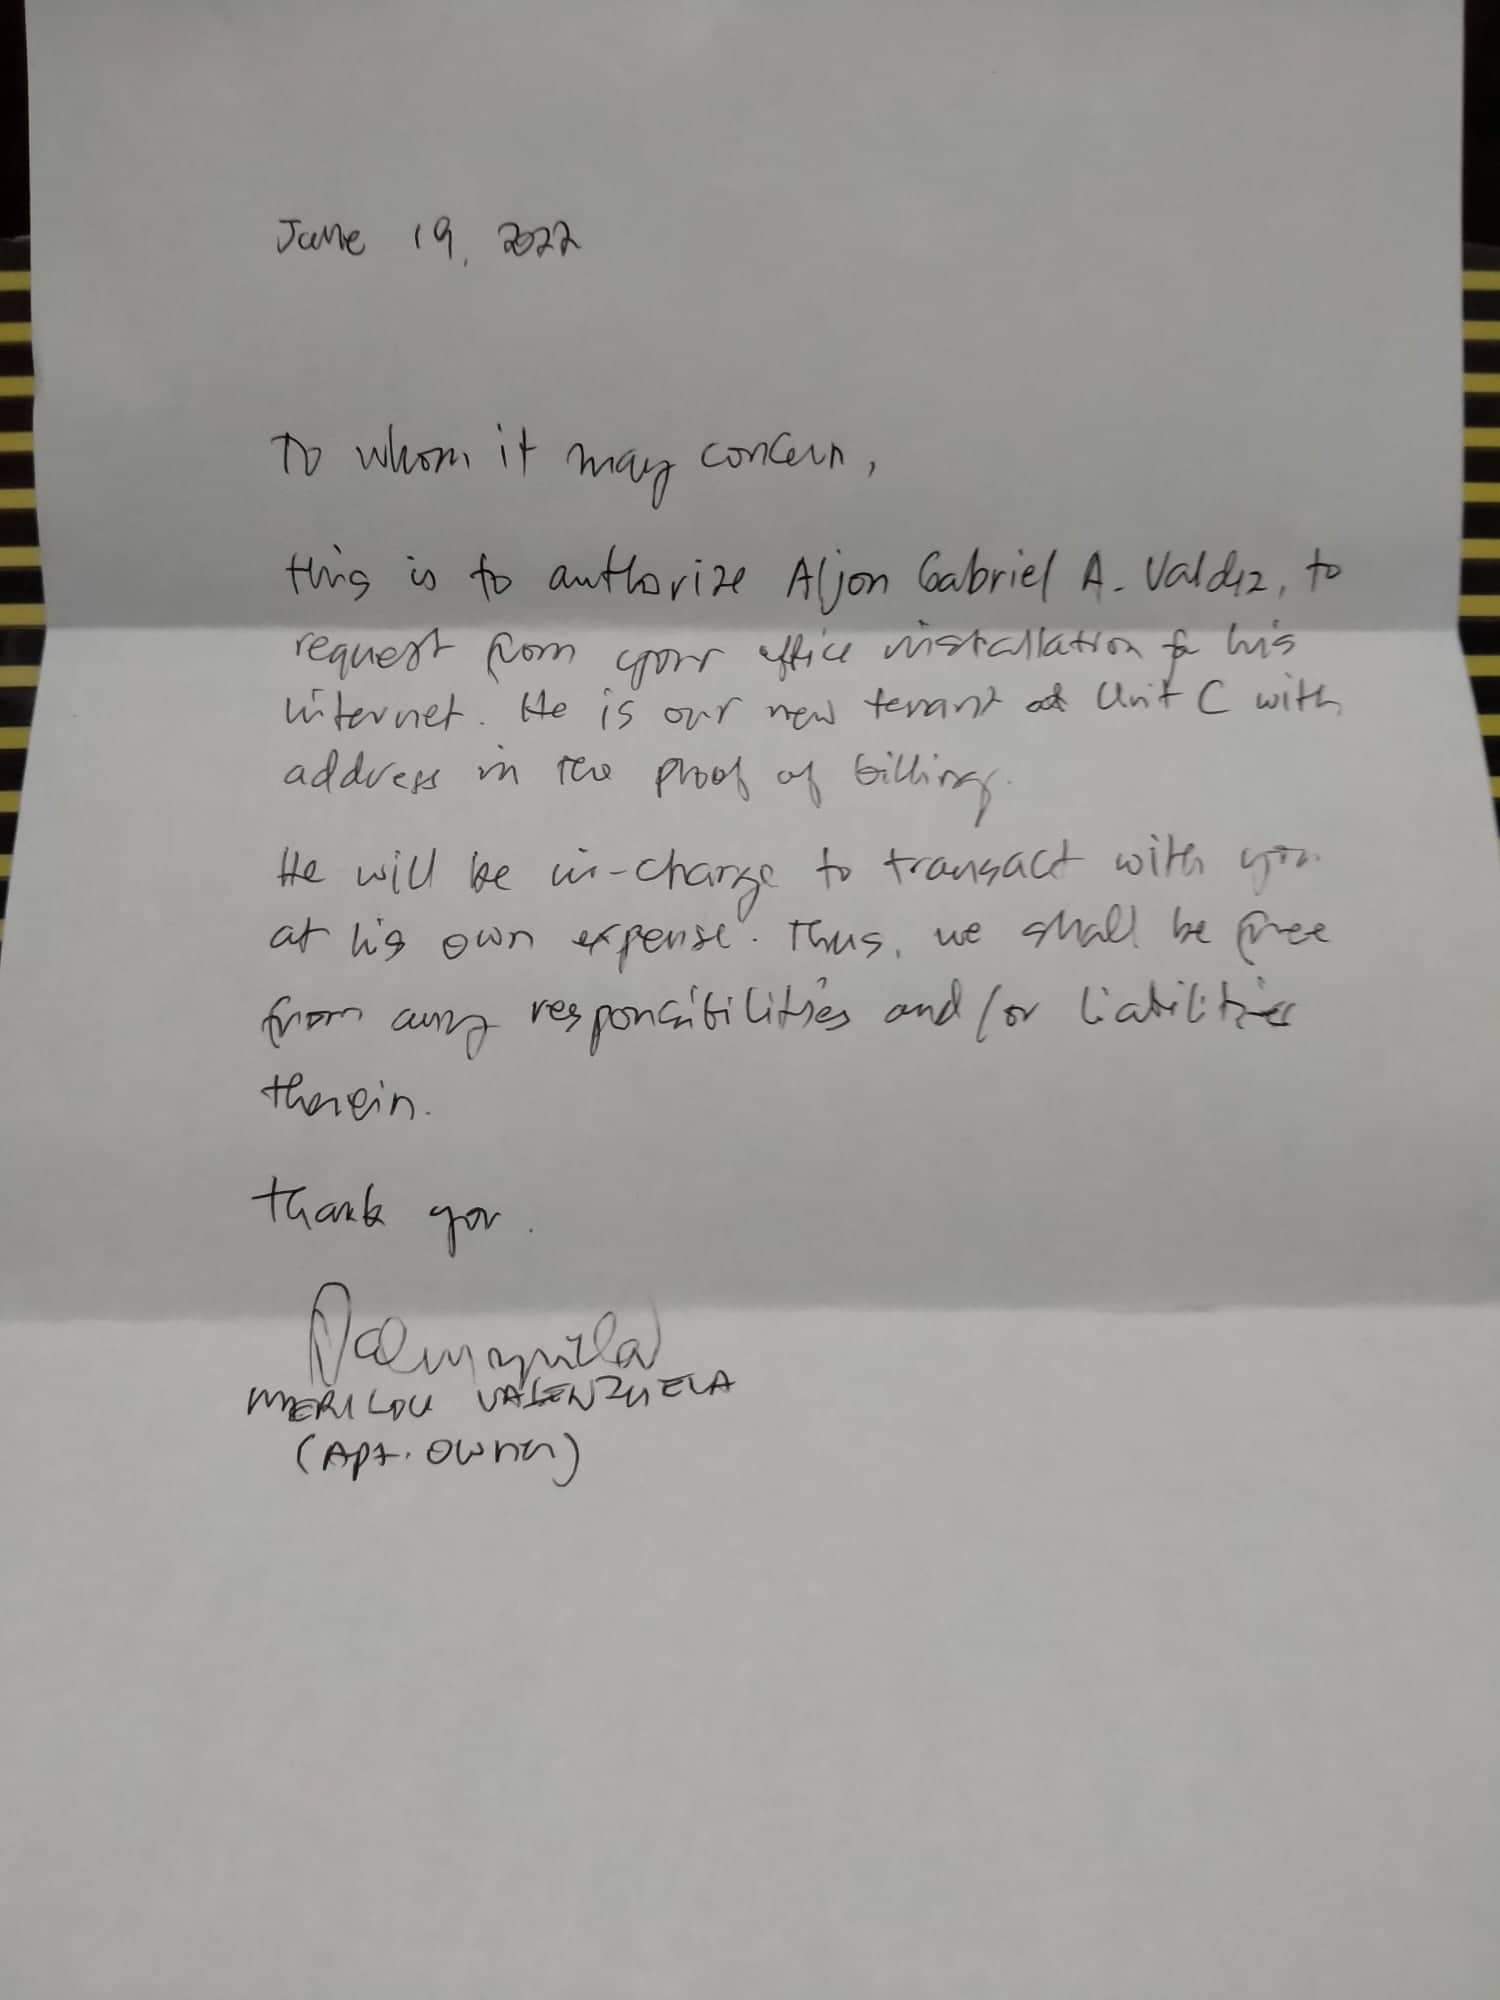 June 19, 2022
To whom it may concern,
This is to authorize Aljon Gabriel A. Valdez, to
request from your office installation for his
internet. He is our new tenant at Unit C with
address in the proof of billing.
He will be in-charge to transact with you
at his own expense. Thus, we shall be free
from any responsibilities and/or liabilities
therein.
Thank you.
MERILOU VALENZUELA
(Apt. Owner)